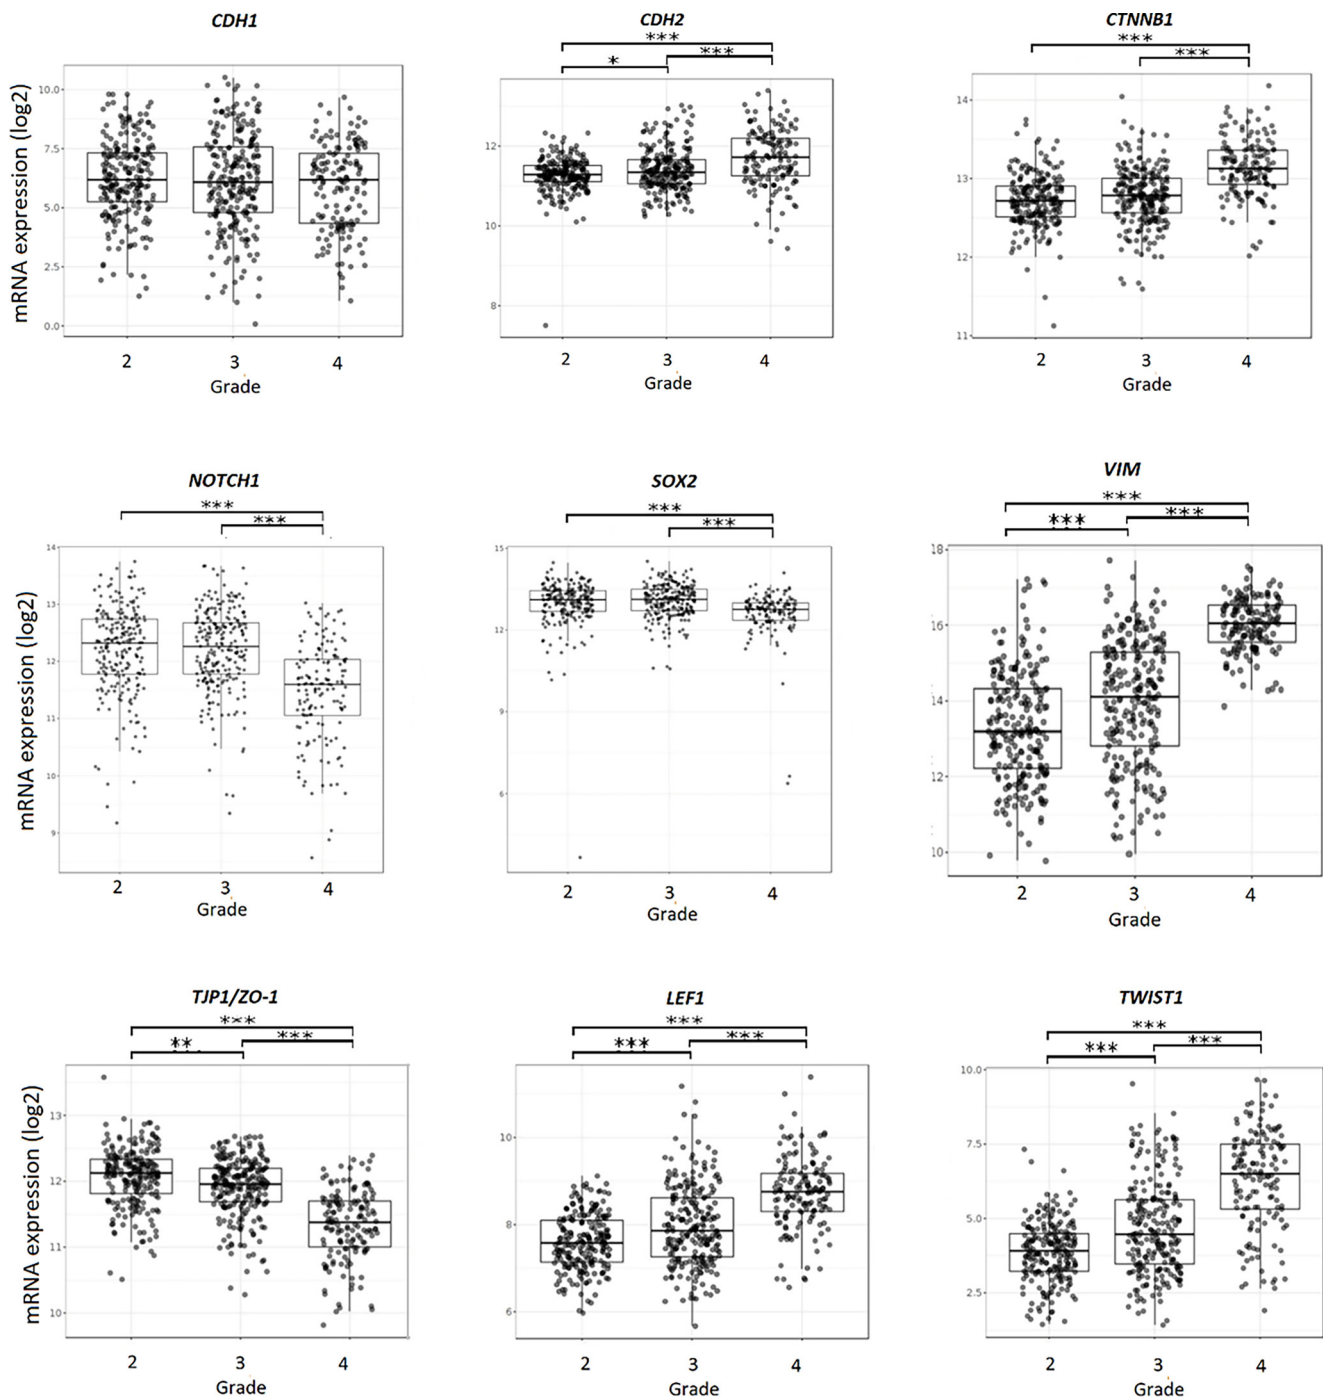 CDH1
CDH2
CTNNB1
***
***
* ***
***
mRNA expression (log2)
10.0
7.5
5.0
2.5
0.0
12
10
8
14
13
12
11
2 3 4
2 3 4
2 3 4
Grade
Grade
Grade
NOTCH1
SOX2
VIM
***
***
***
***
***
*** ***
mRNA expression (log2)
14
13
12
11
10
9
15
12
9
6
18
16
14
12
10
2 3 4
2 3 4
2 3 4
Grade
Grade
Grade
TJP1/ZO-1
LEF1
TWIST1
***
***
***
** ***
*** ***
*** ***
mRNA expression (log2)
13
12
11
10
10
8
6
10.0
7.5
5.0
2.5
2 3 4
2 3 4
2 3 4
Grade
Grade
Grade